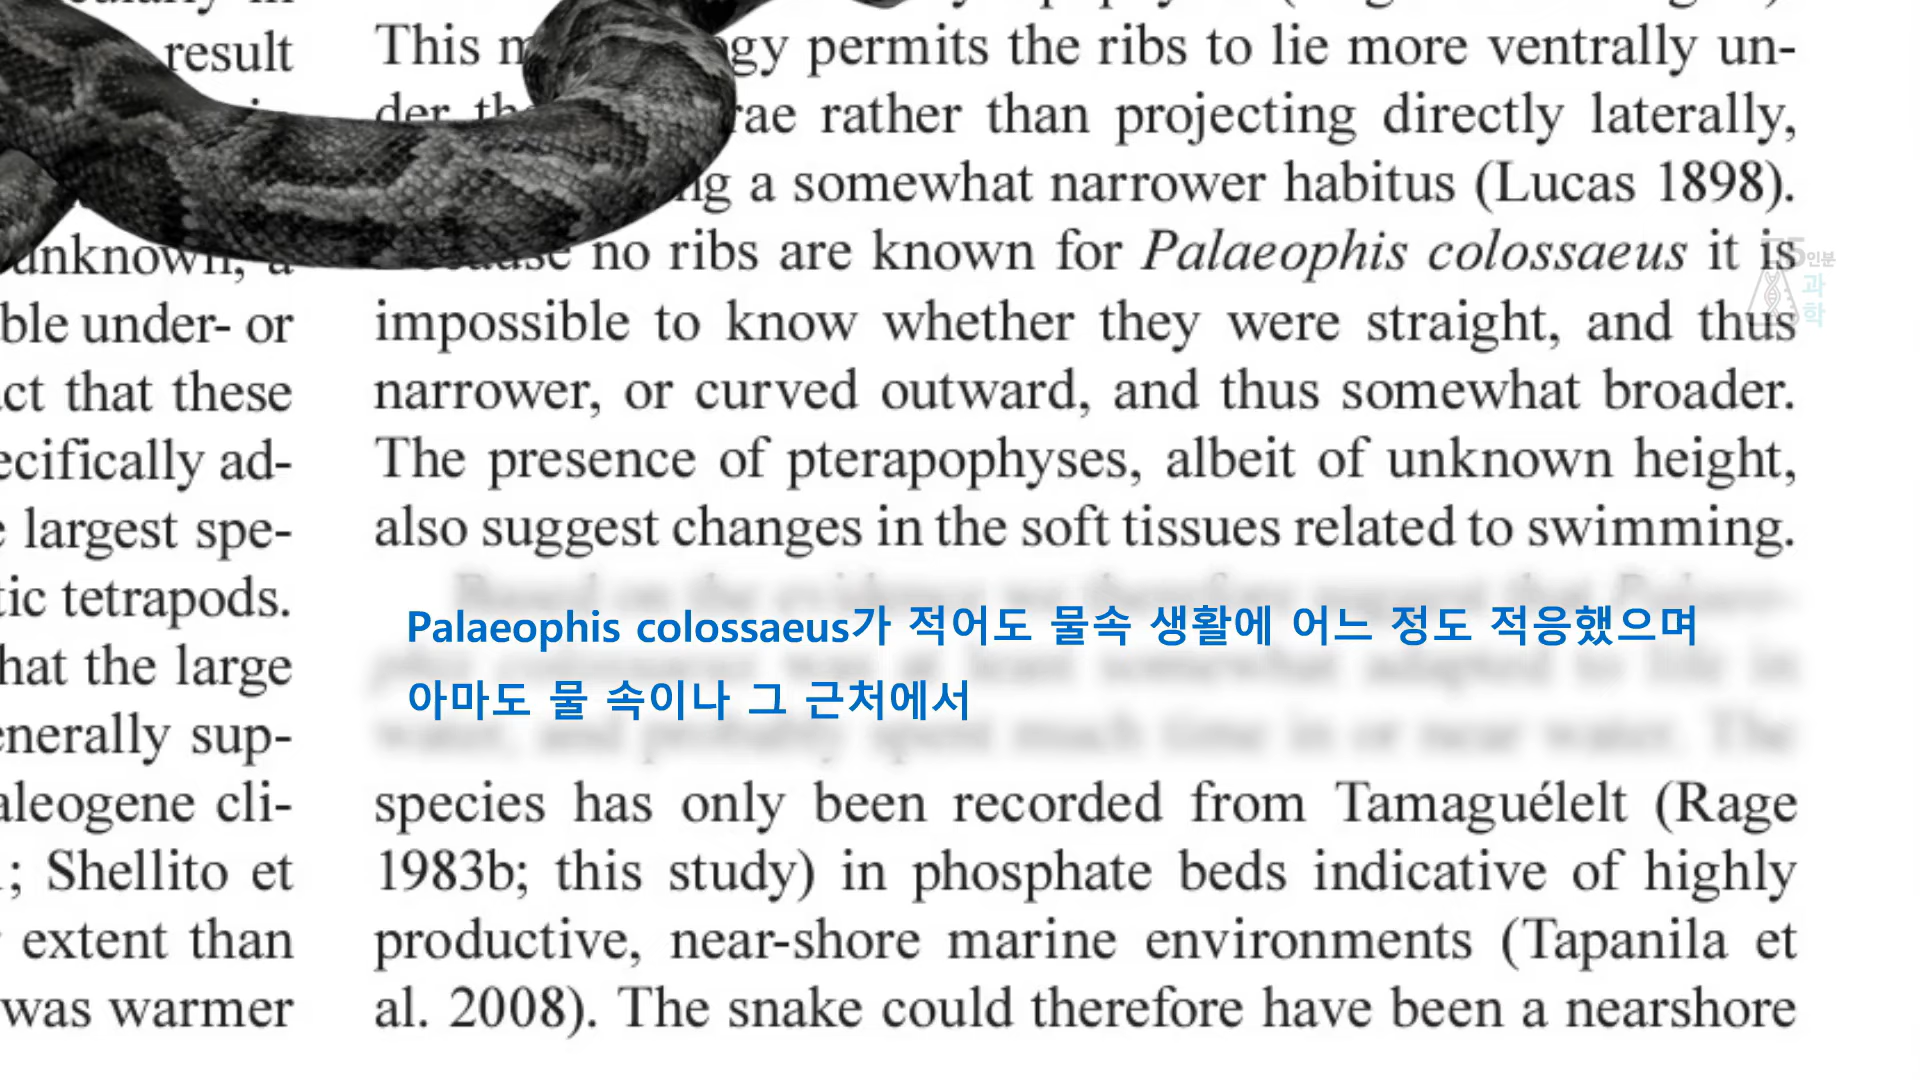 result
unknown, a
ble under- or
ct that these
ecifically ad-
e largest spe-
tic tetrapods.
hat the large
enerally sup-
aleogene cli-
; Shellito et
extent than
was warmer
This permits the ribs to lie more ventrally un-
der rather than projecting directly laterally,
a somewhat narrower habitus (Lucas 1898).
no ribs are known for Palaeophis colossaeus it is
impossible to know whether they were straight, and thus
narrower, or curved outward, and thus somewhat broader.
The presence of pterapophyses, albeit of unknown height,
also suggest changes in the soft tissues related to swimming.
Palaeophis colossaeus가 적어도 물속 생활에 어느 정도 적응했으며
아마도 물 속이나 그 근처에서
species has only been recorded from Tamaguélelt (Rage
1983b; this study) in phosphate beds indicative of highly
productive, near-shore marine environments (Tapanila et
al. 2008). The snake could therefore have been a nearshore
5인분
과
학